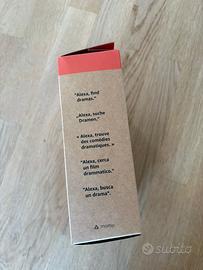 "Alexa, find
dramas."
„Alexa, suche
Dramen."
« Alexa, trouve
des comédies
dramatiques. »
"Alexa, cerca
un film
drammatico."
"Alexa, busca
un drama".
subito